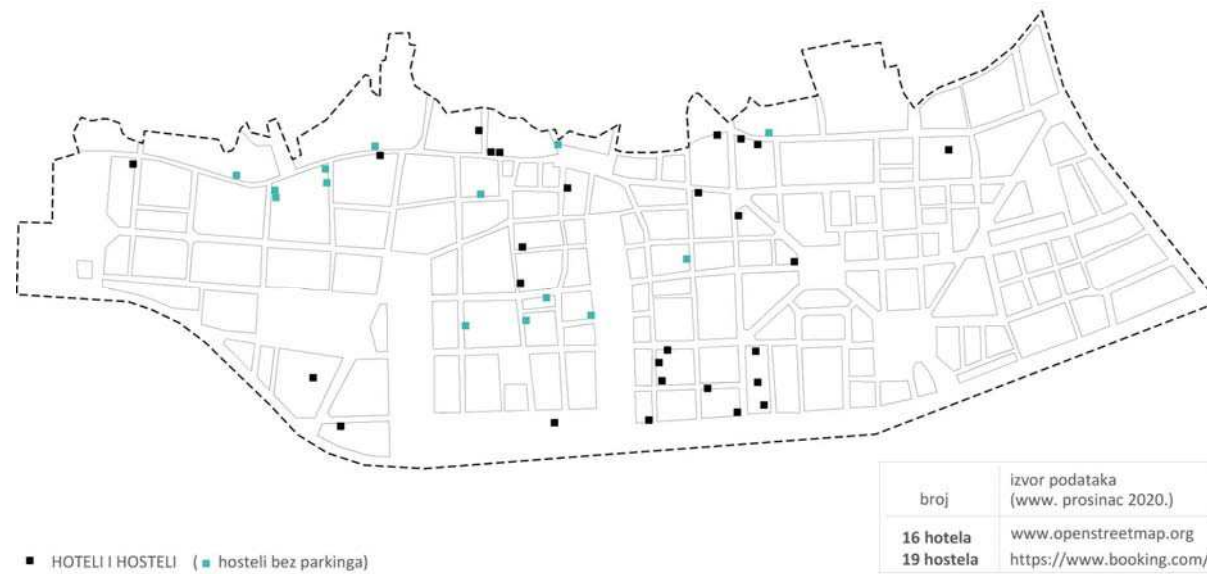 broj
izvor podataka
(www. prosinac 2020.)
16 hotela www.openstreetmap.org
19 hostela https://www.booking.com/
HOTELI I HOSTELI ( hosteli bez parkinga)